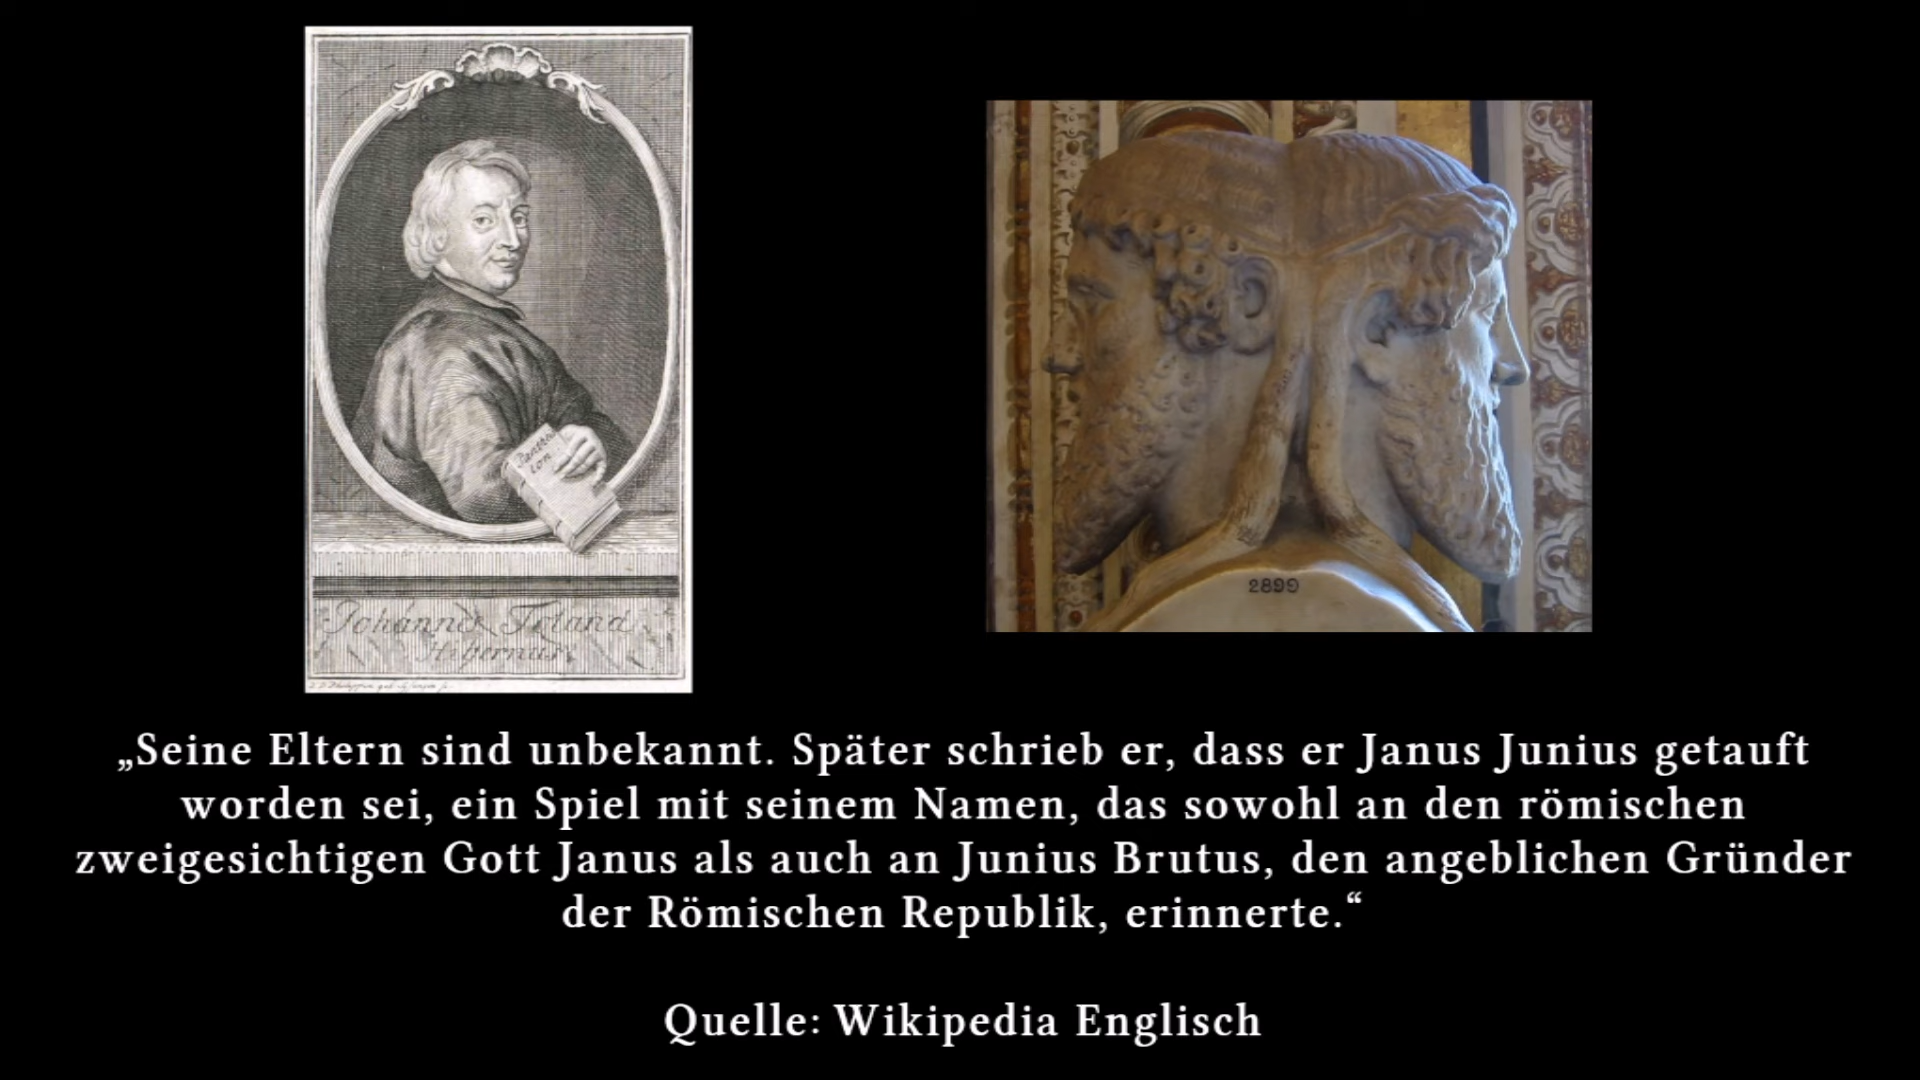 Panthe
ion
Johannes Toland
Hibernus
2899
„Seine Eltern sind unbekannt. Später schrieb er, dass er Janus Junius getauft
worden sei, ein Spiel mit seinem Namen, das sowohl an den römischen
zweigesichtigen Gott Janus als auch an Junius Brutus, den angeblichen Gründer
der Römischen Republik, erinnerte.“
Quelle: Wikipedia Englisch